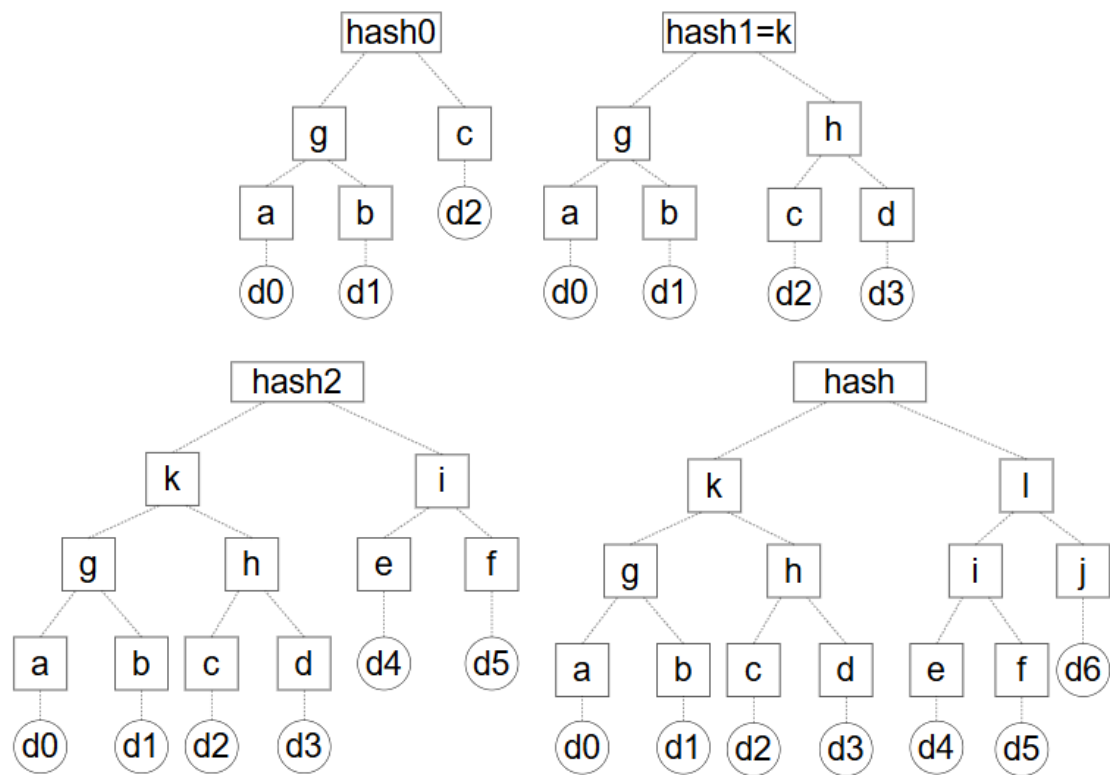 hash0 hash1=k
g c g h
a b d2 a b c d
d0 d1 d0 d1 d2 d3
hash2 hash
k i k l
g h e f g h i j
a b c d d4 d5 a b c d e f d6
d0 d1 d2 d3 d0 d1 d2 d3 d4 d5